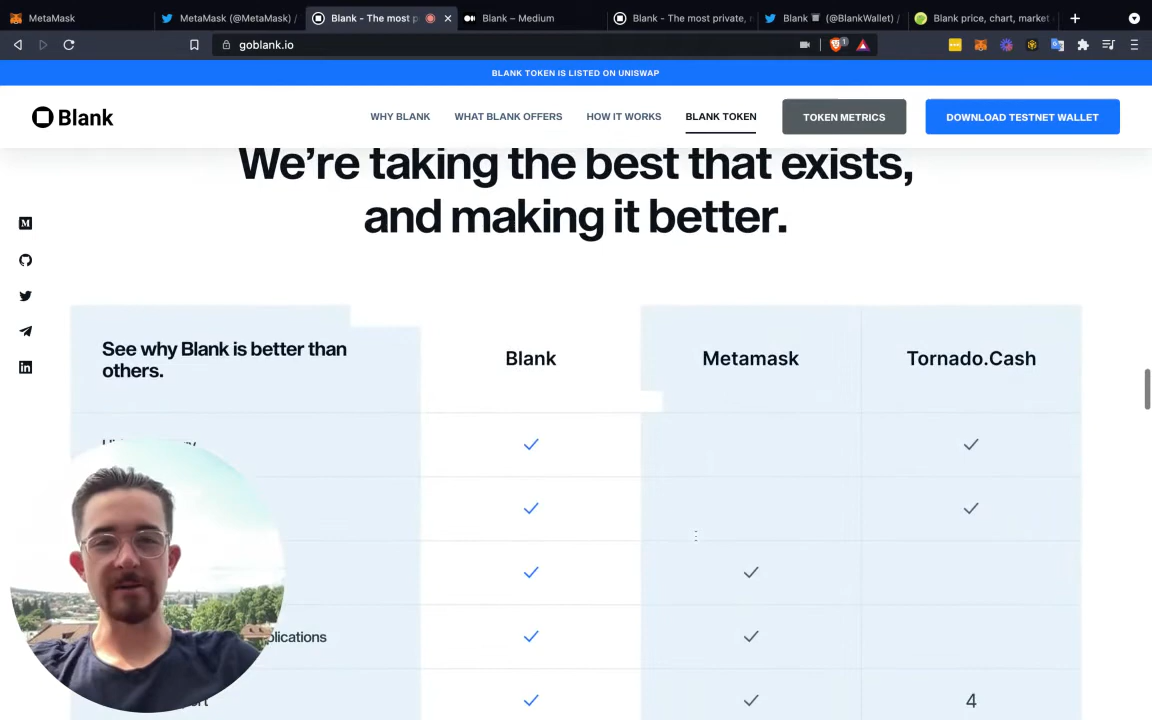 MetaMask
MetaMask (@MetaMask) /
Blank - The most p
Blank – Medium
Blank - The most private,
Blank (@BlankWallet) /
Blank price, chart, market
goblank.io
1
BLANK TOKEN IS LISTED ON UNISWAP
Blank
WHY BLANK
WHAT BLANK OFFERS
HOW IT WORKS
BLANK TOKEN
TOKEN METRICS
DOWNLOAD TESTNET WALLET
We're taking the best that exists,
and making it better.
See why Blank is better than
others.
Blank
Metamask
Tornado.Cash
plications
4